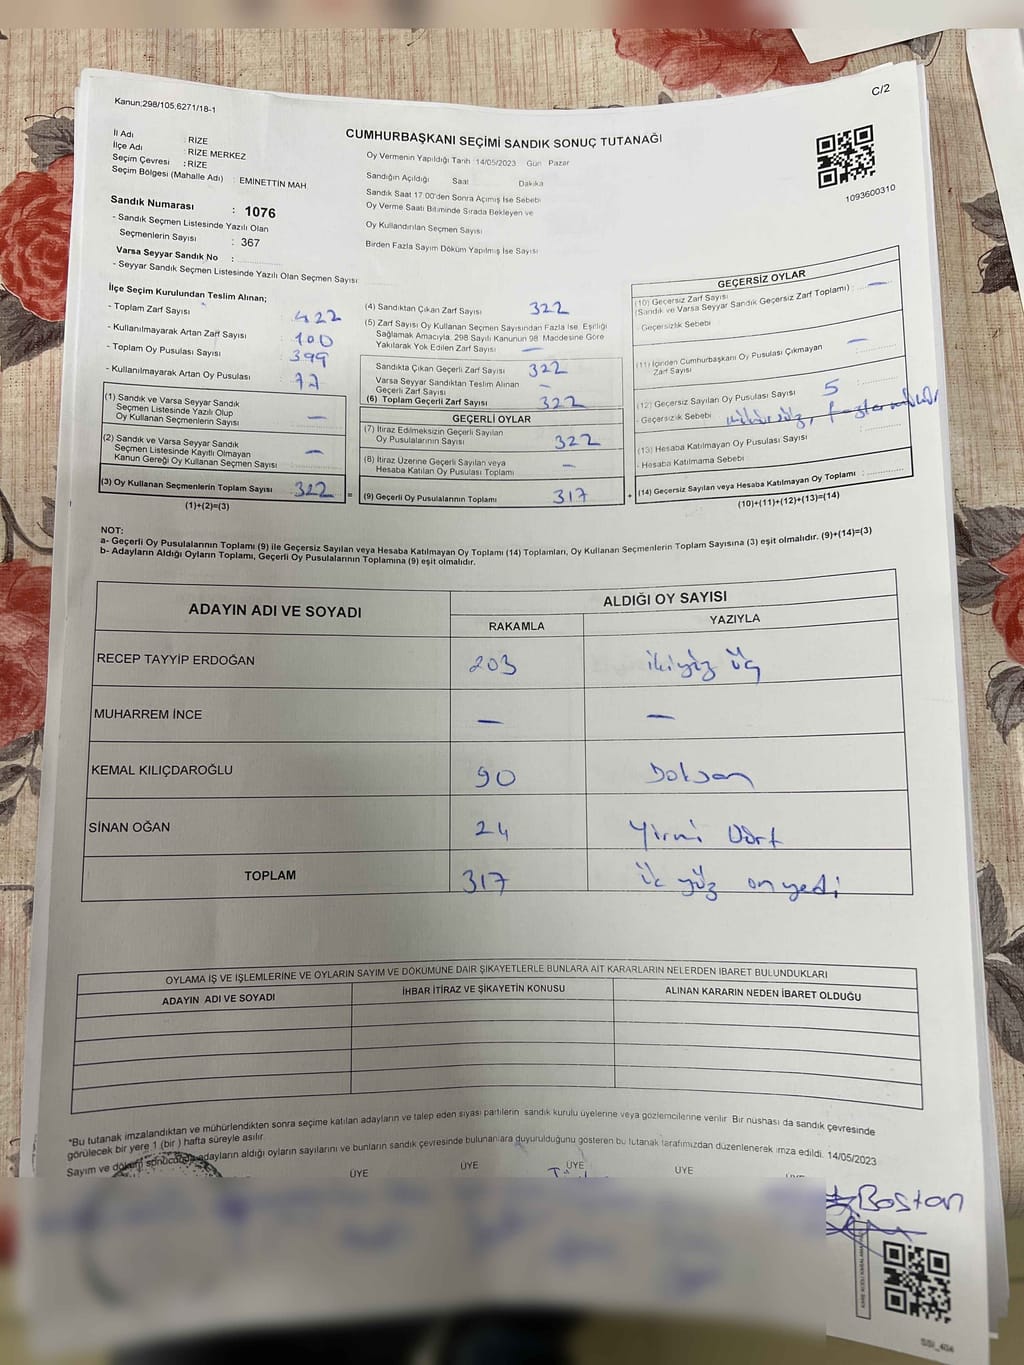 C/2
Kanun;298/105,6271/18-1
CUMHURBAŞKANI SEÇİMİ SANDIK SONUÇ TUTANAĞI
1093600310
İl Adı : RİZE
İlçe Adı : RİZE MERKEZ
Seçim Çevresi : RİZE
Seçim Bölgesi (Mahalle Adı) : EMINETTİN MAH
Sandık Numarası : 1076
- Sandık Seçmen Listesinde Yazılı Olan
Seçmenlerin Sayısı : 367
Varsa Seyyar Sandık No :
- Seyyar Sandık Seçmen Listesinde Yazılı Olan Seçmen Sayısı
Oy Vermenin Yapıldığı Tarih 14/05/2023 Gün Pazar
Sandığın Açıldığı Saat Dakika
Sandık Saat 17 00'den Sonra Açımış İse Sebebi
Oy Verme Saati Bitiminde Sırada Bekleyen ve
Oy Kullandırılan Seçmen Sayısı
Birden Fazla Sayım Döküm Yapılmış İse Sayısı
İlçe Seçim Kurulundan Teslim Alınan;
- Toplam Zarf Sayısı : 422
- Kullanılmayarak Artan Zarf Sayısı : 100
- Toplam Oy Pusulası Sayısı : 399
- Kullanılmayarak Artan Oy Pusulası : 77
(1) Sandık ve Varsa Seyyar Sandık
Seçmen Listesinde Yazılı Olup
Oy Kullanan Seçmenlerin Sayısı : —
(2) Sandık ve Varsa Seyyar Sandık
Seçmen Listesinde Kayıtlı Olmayan
Kanun Gereği Oy Kullanan Seçmen Sayısı : —
(3) Oy Kullanan Seçmenlerin Toplam Sayısı : 322 =
(1)+(2)=(3)
(4) Sandıktan Çıkan Zarf Sayısı : 322
(5) Zarf Sayısı Oy Kullanan Seçmen Sayısından Fazla İse, Eşitliği
Sağlamak Amacıyla, 298 Sayılı Kanunun 98. Maddesine Göre
Yakılarak Yok Edilen Zarf Sayısı —
Sandıkta Çıkan Geçerli Zarf Sayısı : 322
Varsa Seyyar Sandıktan Teslim Alınan
Geçerli Zarf Sayısı : —
(6) Toplam Geçerli Zarf Sayısı : 322
GEÇERLİ OYLAR
(7) İtiraz Edilmeksizin Geçerli Sayılan
Oy Pusulalarının Sayısı : 322
(8) İtiraz Üzerine Geçerli Sayılan veya
Hesaba Katılan Oy Pusulası Toplamı : —
(9) Geçerli Oy Pusulalarının Toplamı : 317 +
GEÇERSİZ OYLAR
(10) Geçersiz Zarf Sayısı
(Sandık ve Varsa Seyyar Sandık Geçersiz Zarf Toplamı) : —
- Geçersizlik Sebebi
(11) İçinden Cumhurbaşkanı Oy Pusulası Çıkmayan
Zarf Sayısı : —
(12) Geçersiz Sayılan Oy Pusulası Sayısı : 5
- Geçersizlik Sebebi : mühürsüz,
(13) Hesaba Katılmayan Oy Pusulası Sayısı :
- Hesaba Katılmama Sebebi :
(14) Geçersiz Sayılan veya Hesaba Katılmayan Oy Toplamı :
(10)+(11)+(12)+(13)=(14)
NOT:
a- Geçerli Oy Pusulalarının Toplamı (9) ile Geçersiz Sayılan veya Hesaba Katılmayan Oy Toplamı (14) Toplamları, Oy Kullanan Seçmenlerin Toplam Sayısına (3) eşit olmalıdır. (9)+(14)=(3)
b- Adayların Aldığı Oyların Toplamı, Geçerli Oy Pusulalarının Toplamına (9) eşit olmalıdır.
ADAYIN ADI VE SOYADI ALDIĞI OY SAYISI
RAKAMLA YAZIYLA
RECEP TAYYİP ERDOĞAN 203 ikiyüz üç
MUHARREM İNCE — —
KEMAL KILIÇDAROĞLU 90 Doksan
SİNAN OĞAN 24 Yirmi Dört
TOPLAM 317 üç yüz on yedi
OYLAMA İŞ VE İŞLEMLERİNE VE OYLARIN SAYIM VE DÖKÜMÜNE DAİR ŞİKAYETLERLE BUNLARA AİT KARARLARIN NELERDEN İBARET BULUNDUKLARI
ADAYIN ADI VE SOYADI İHBAR İTİRAZ VE ŞİKAYETİN KONUSU ALINAN KARARIN NEDEN İBARET OLDUĞU
*Bu tutanak imzalandıktan ve mühürlendikten sonra seçime katılan adayların ve talep eden siyasi partilerin sandık kurulu üyelerine veya gözlemcilerine verilir. Bir nüshası da sandık çevresinde
görülecek bir yere 1 (bir ) hafta süreyle asılır.
Sayım ve döküm sonucunda adayların aldığı oyların sayılarını ve bunların sandık çevresinde bulunanlara duyurulduğunu gösteren bu tutanak tarafımızdan düzenlenerek imza edildi. 14/05/2023
ÜYE ÜYE ÜYE ÜYE
Boston